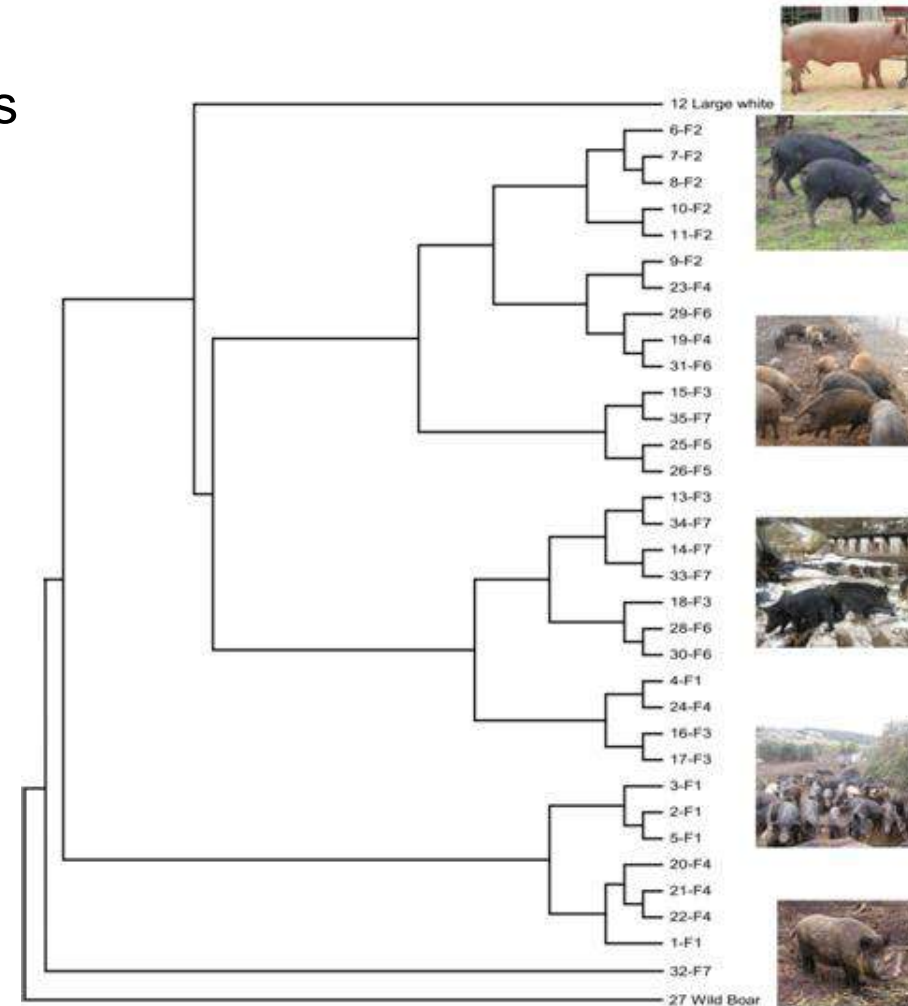 s
12 Large white
6-F2
7-F2
8-F2
10-F2
11-F2
9-F2
23-F4
29-F6
19-F4
31-F6
15-F3
35-F7
25-F5
26-F5
13-F3
34-F7
14-F7
33-F7
18-F3
28-F6
30-F6
4-F1
24-F4
16-F3
17-F3
3-F1
2-F1
5-F1
20-F4
21-F4
22-F4
1-F1
32-F7
27 Wild Boar